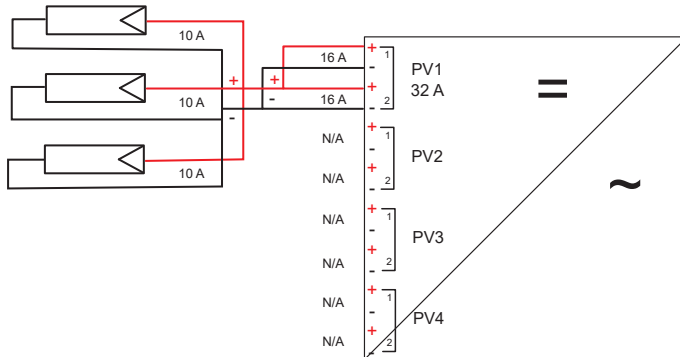 10 A
16 A
+
1
-
PV1
32 A
=
+
+
10 A
16 A
-
+
2
-
-
10 A
N/A
+
1
-
PV2
N/A
+
2
-
~
N/A
+
1
-
PV3
N/A
+
2
-
N/A
+
1
-
PV4
N/A
+
2
-